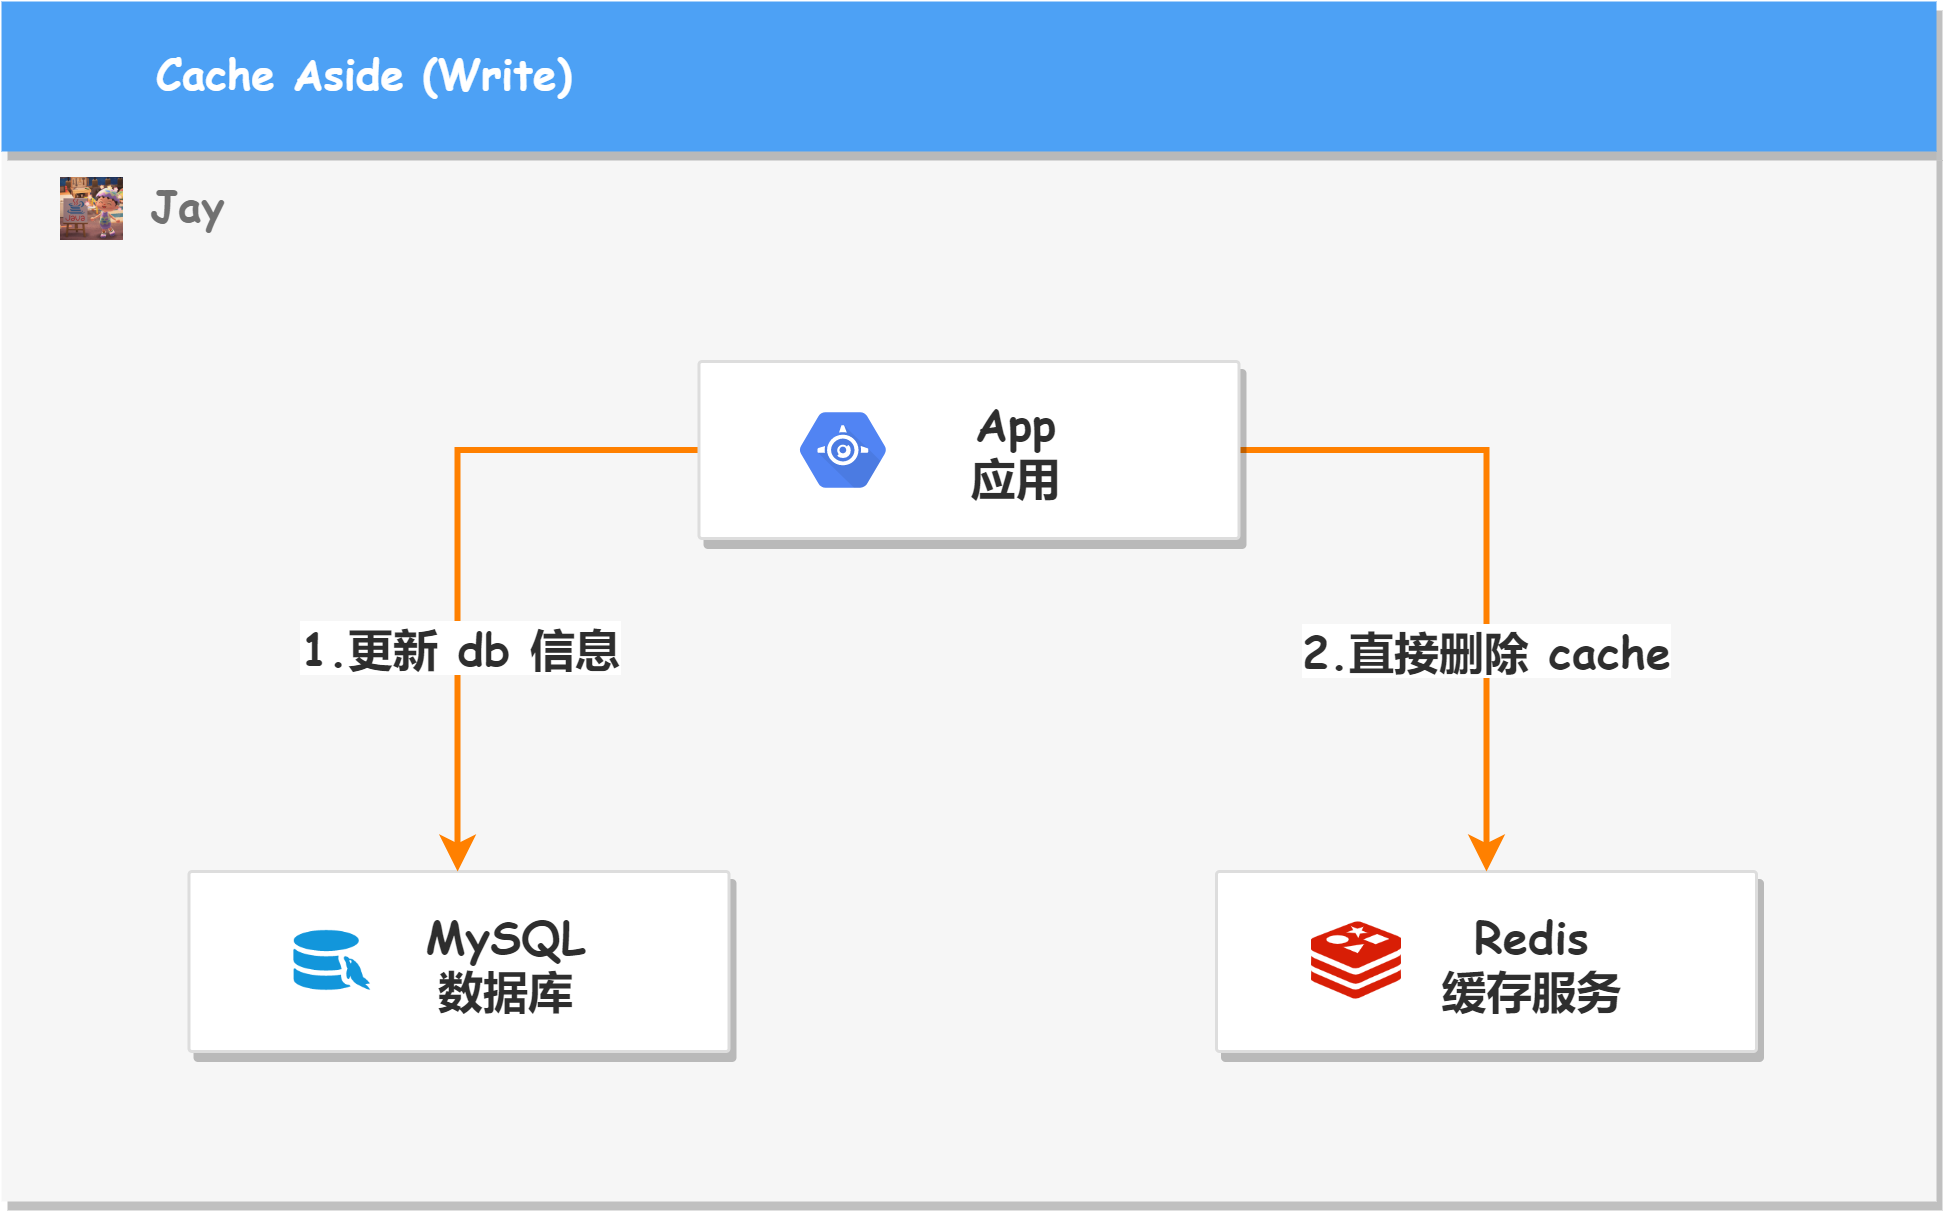 Cache Aside (Write)
Jay
App
应用
1.更新 db 信息
2.直接删除 cache
MySQL
数据库
Redis
缓存服务